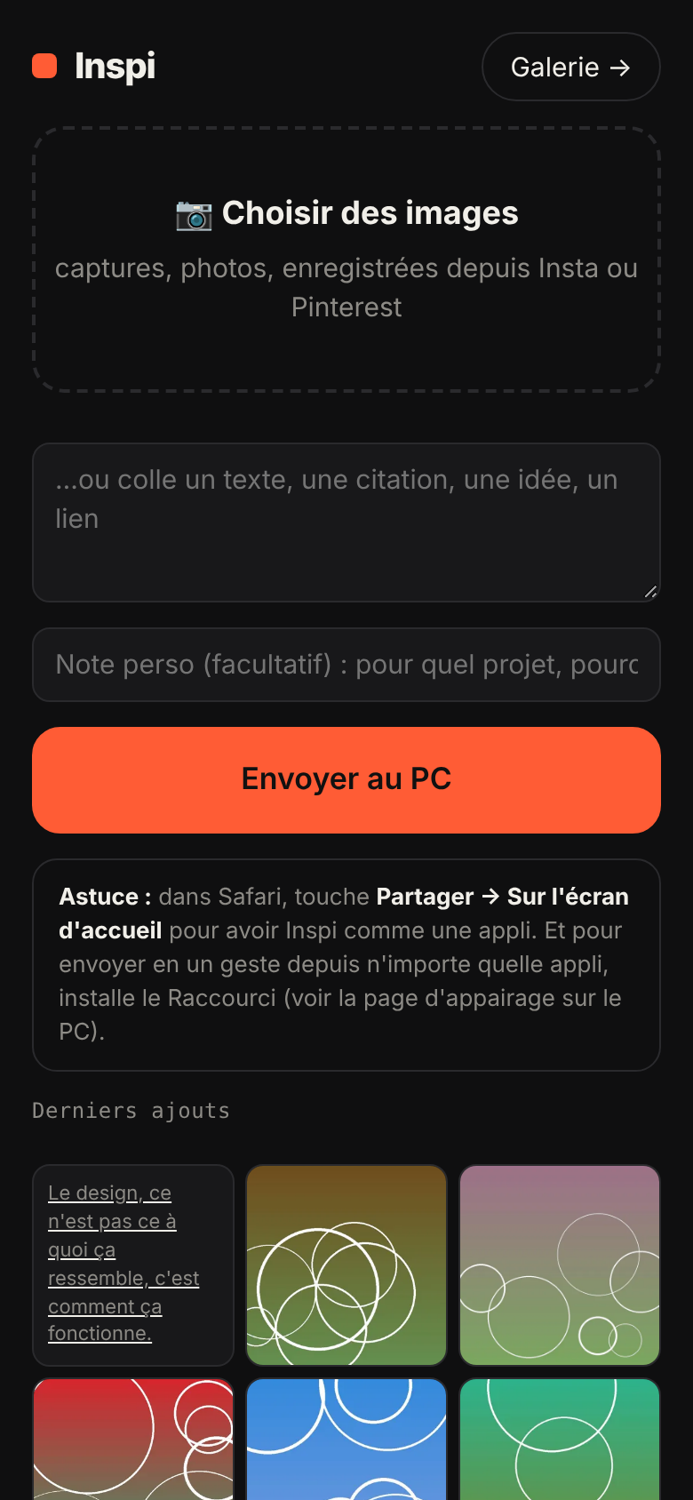 Inspi
Galerie →
📷 Choisir des images
captures, photos, enregistrées depuis Insta ou
Pinterest
...ou colle un texte, une citation, une idée, un
lien
Note perso (facultatif) : pour quel projet,
Envoyer au PC
Astuce : dans Safari, touche Partager → Sur l'écran
d'accueil pour avoir Inspi comme une appli. Et pour
envoyer en un geste depuis n'importe quelle appli,
installe le Raccourci (voir la page d'appairage sur le
PC).
Derniers ajouts
Le design, ce
n'est pas ce à
quoi ça
ressemble, c'est
comment ça
fonctionne.